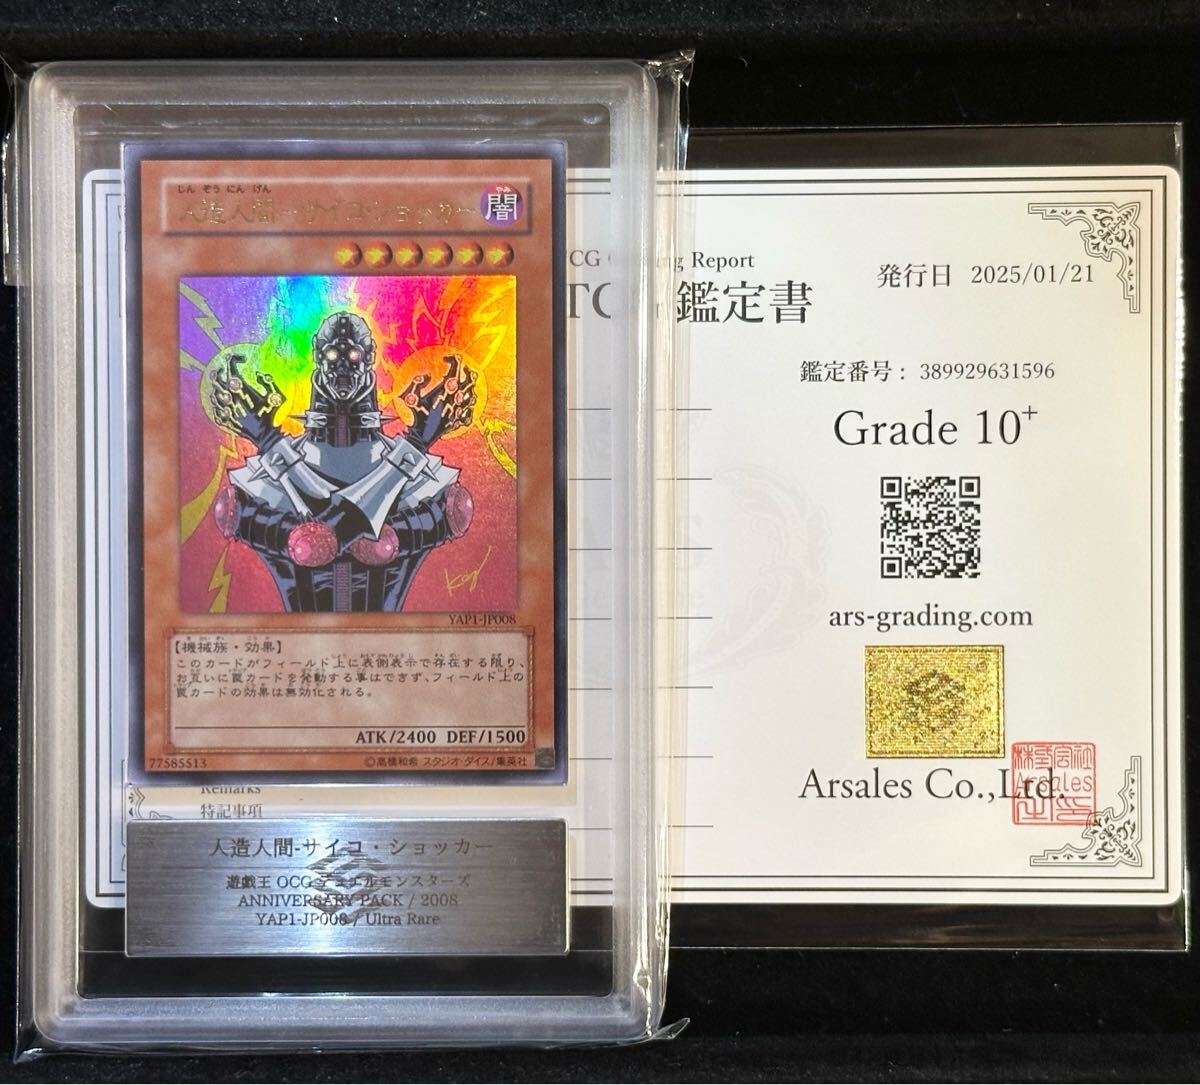 じんぞうにんげん
人造人間-サイコ・ショッカー
やみ
闇
YAP1-JP008
【機械族・効果】
このカードがフィールド上に表側表示で存在する限り、
お互いに罠カードを発動する事はできず、フィールド上の
罠カードの効果は無効化される。
ATK/2400 DEF/1500
77585513
©高橋和希 スタジオ・ダイス/集英社
Remarks
特記事項
人造人間-サイコ・ショッカー
遊戯王 OCG デュエルモンスターズ
ANNIVERSARY PACK / 2008
YAP1-JP008 / Ultra Rare
Report
鑑定書
発行日 2025/01/21
鑑定番号: 389929631596
Grade 10+
ars-grading.com
Arsales Co.,Ltd.
株式会社
Arsales